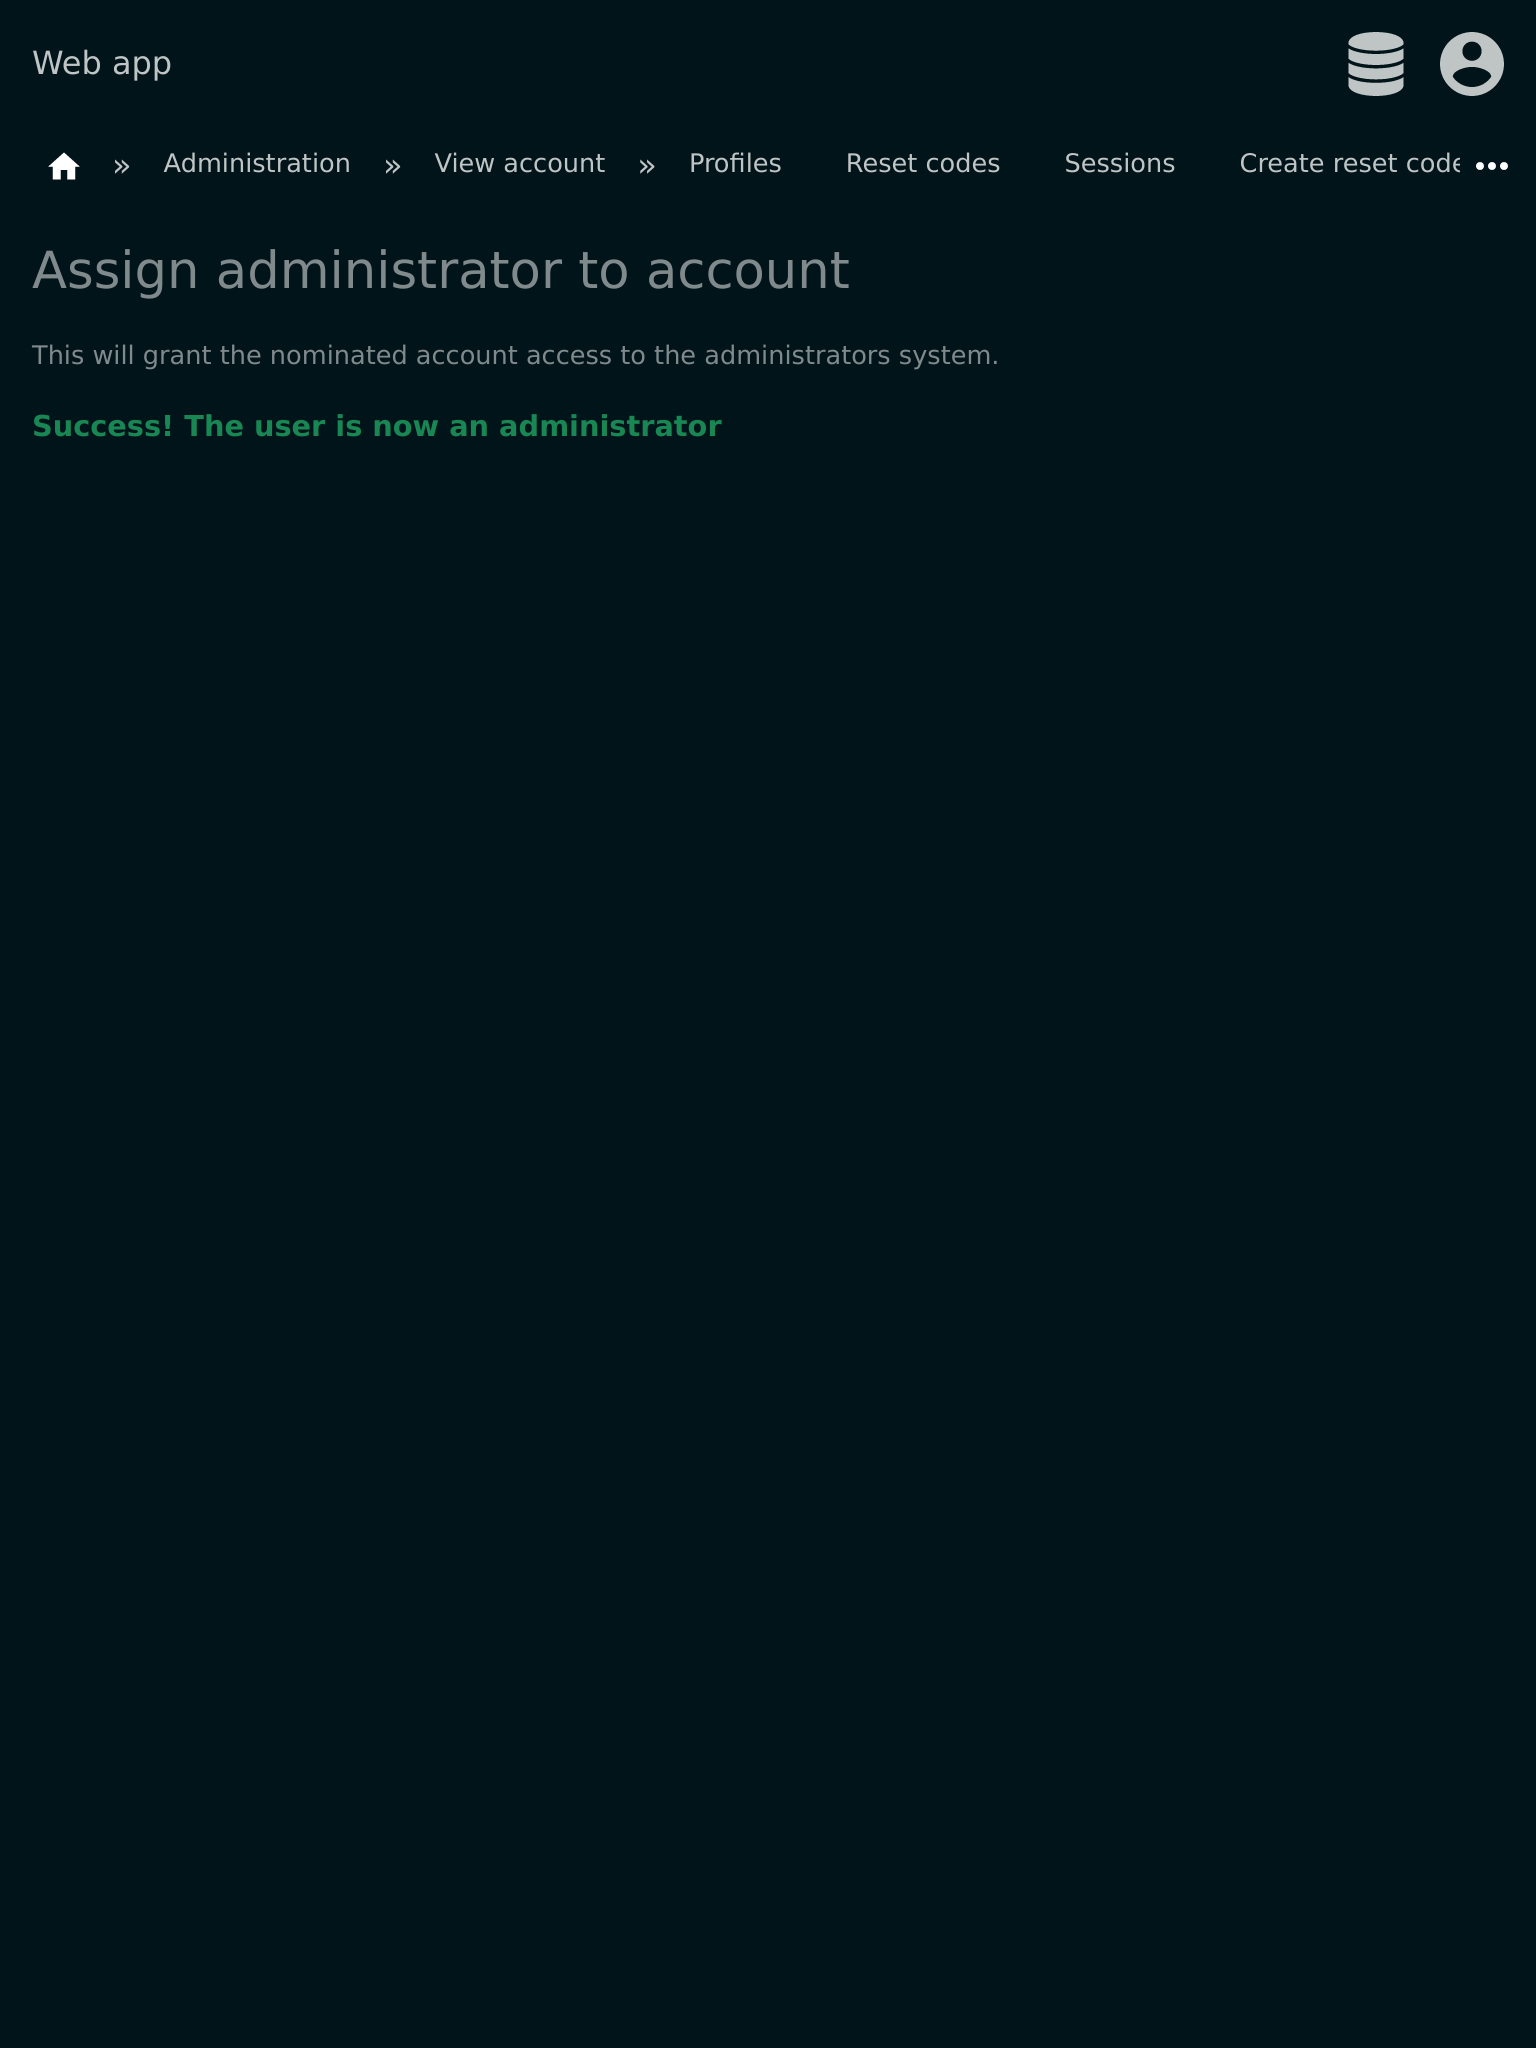 Web app
» Administration » View account » Profiles Reset codes Sessions Create reset code
Assign administrator to account
This will grant the nominated account access to the administrators system.
Success! The user is now an administrator